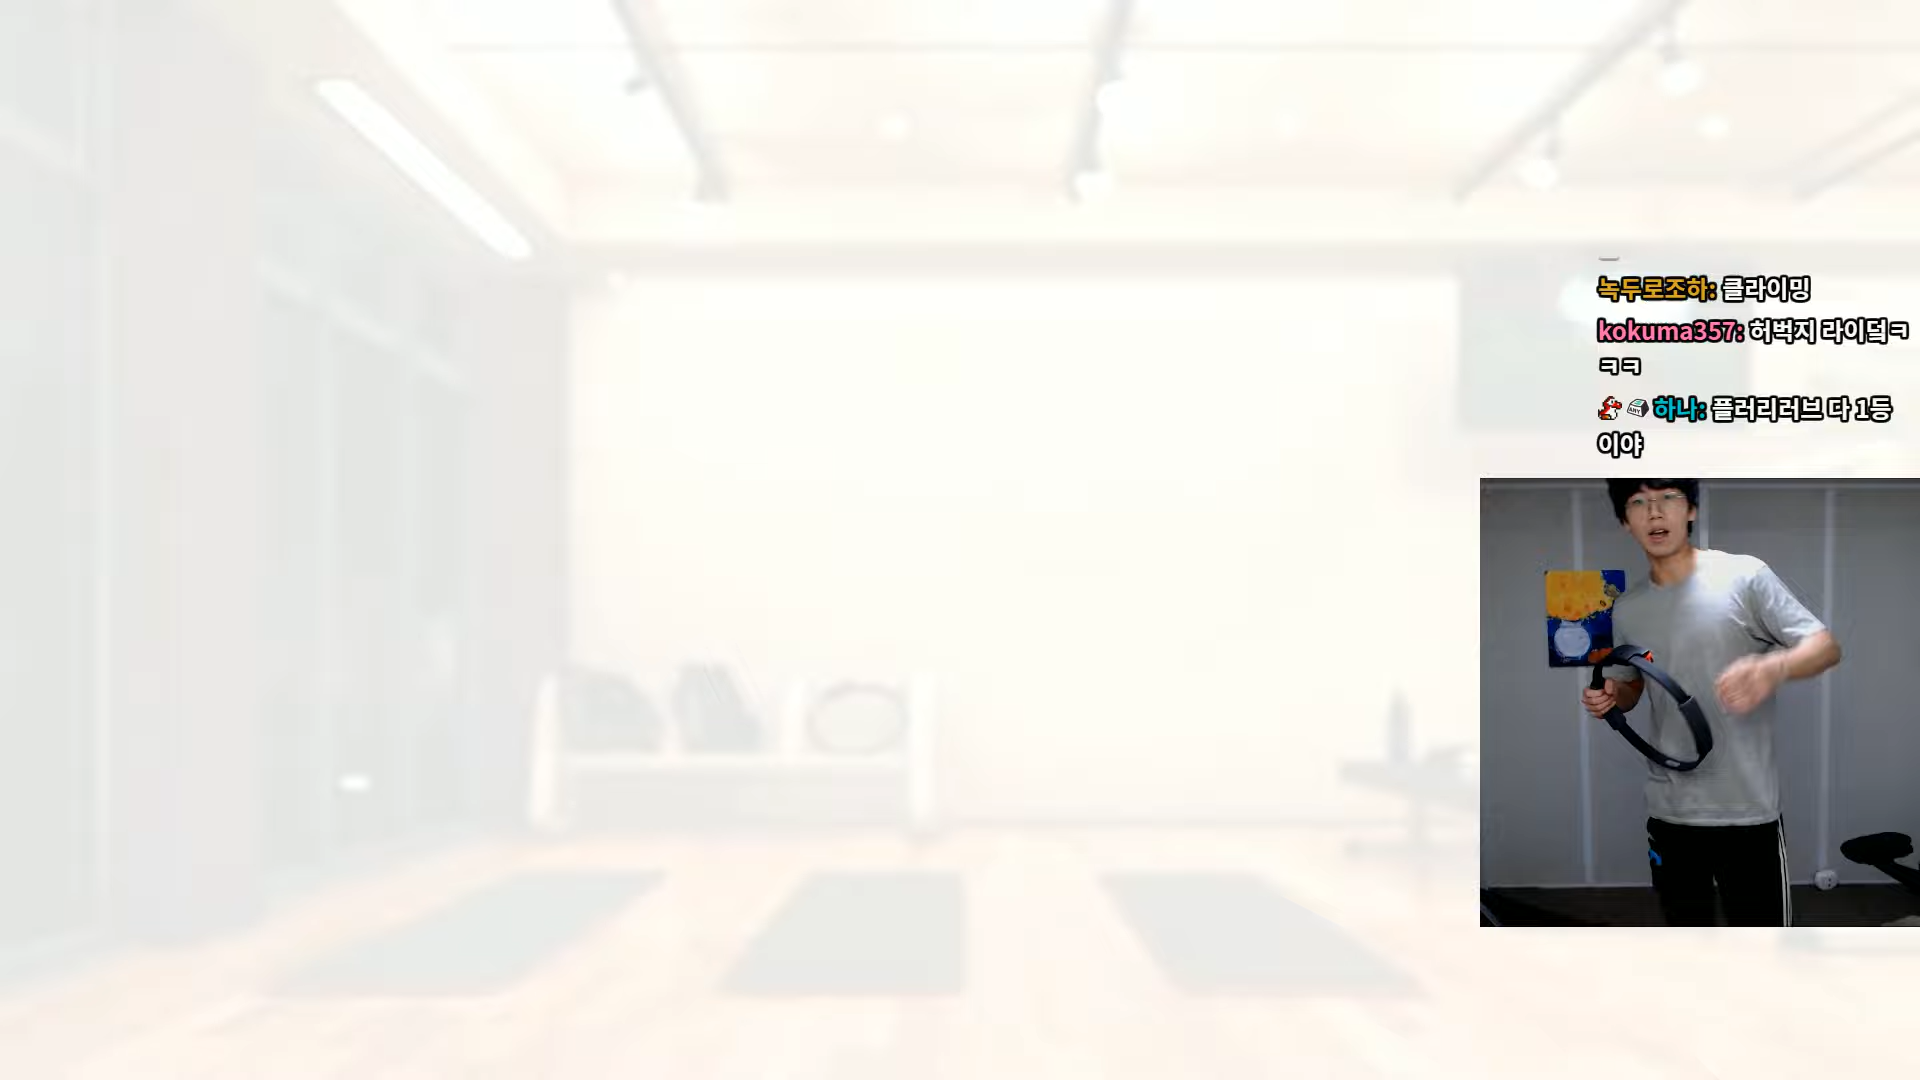 녹두로조하: 클라이밍
kokuma357: 허벅지 라이덬ㅋ
ㅋㅋ
하나: 플러리러브 다 1등
이야